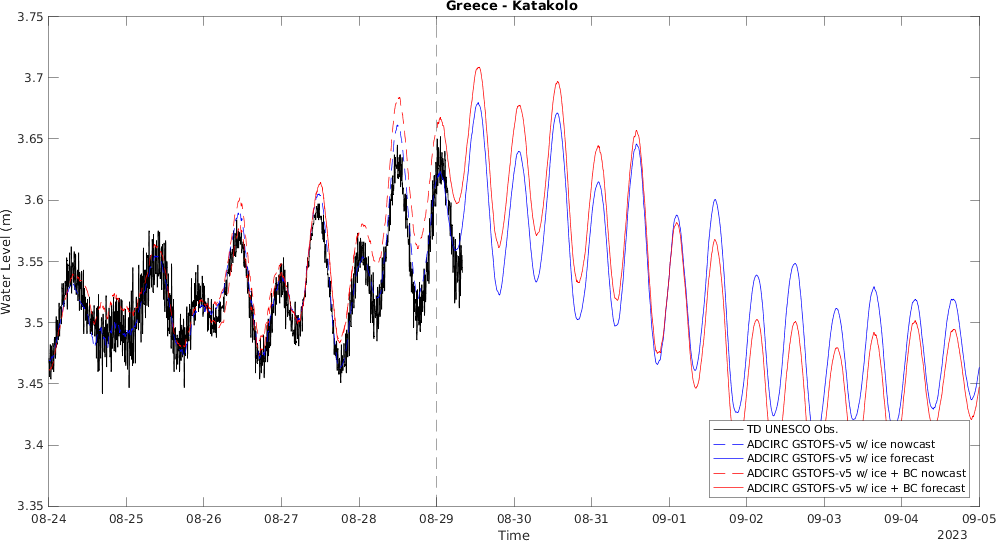 Greece - Katakolo
Water Level (m)
3.75
3.7
3.65
3.6
3.55
3.5
3.45
3.4
3.35
TD UNESCO Obs.
ADCIRC GSTOFS-v5 w/ ice nowcast
ADCIRC GSTOFS-v5 w/ ice forecast
ADCIRC GSTOFS-v5 w/ ice + BC nowcast
ADCIRC GSTOFS-v5 w/ ice + BC forecast
08-24 08-25 08-26 08-27 08-28 08-29 08-30 08-31 09-01 09-02 09-03 09-04 09-05
Time
2023